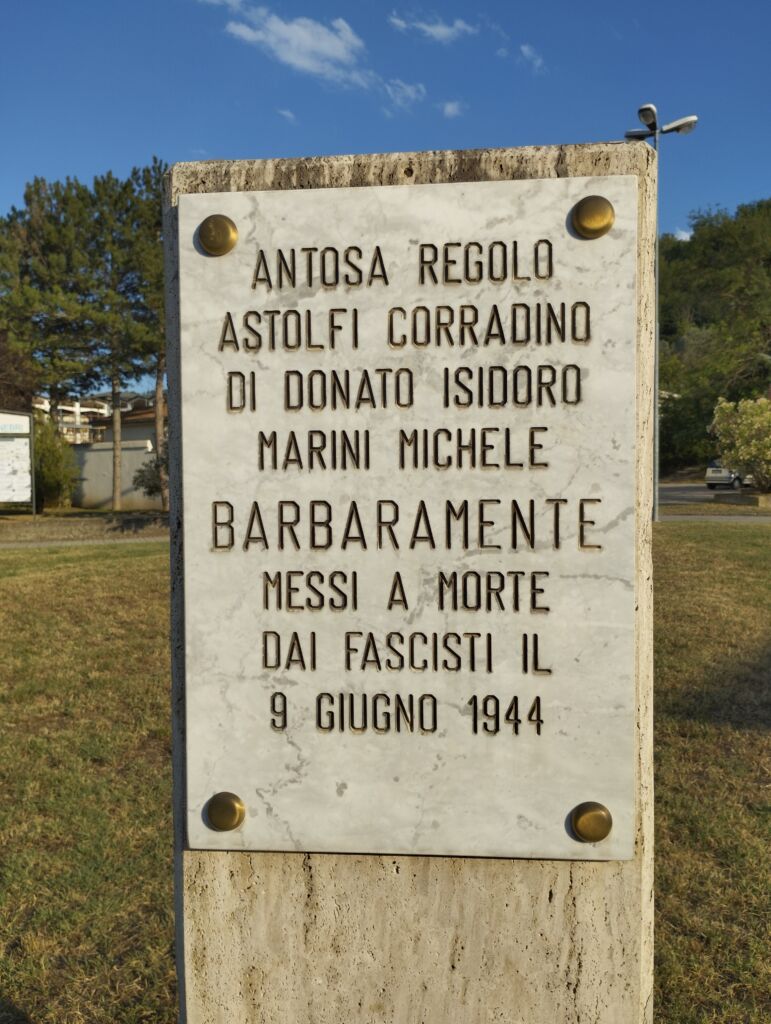 ANTOSA REGOLO
ASTOLFI CORRADINO
DI DONATO ISIDORO
MARINI MICHELE
BARBARAMENTE
MESSI A MORTE
DAI FASCISTI IL
9 GIUGNO 1944